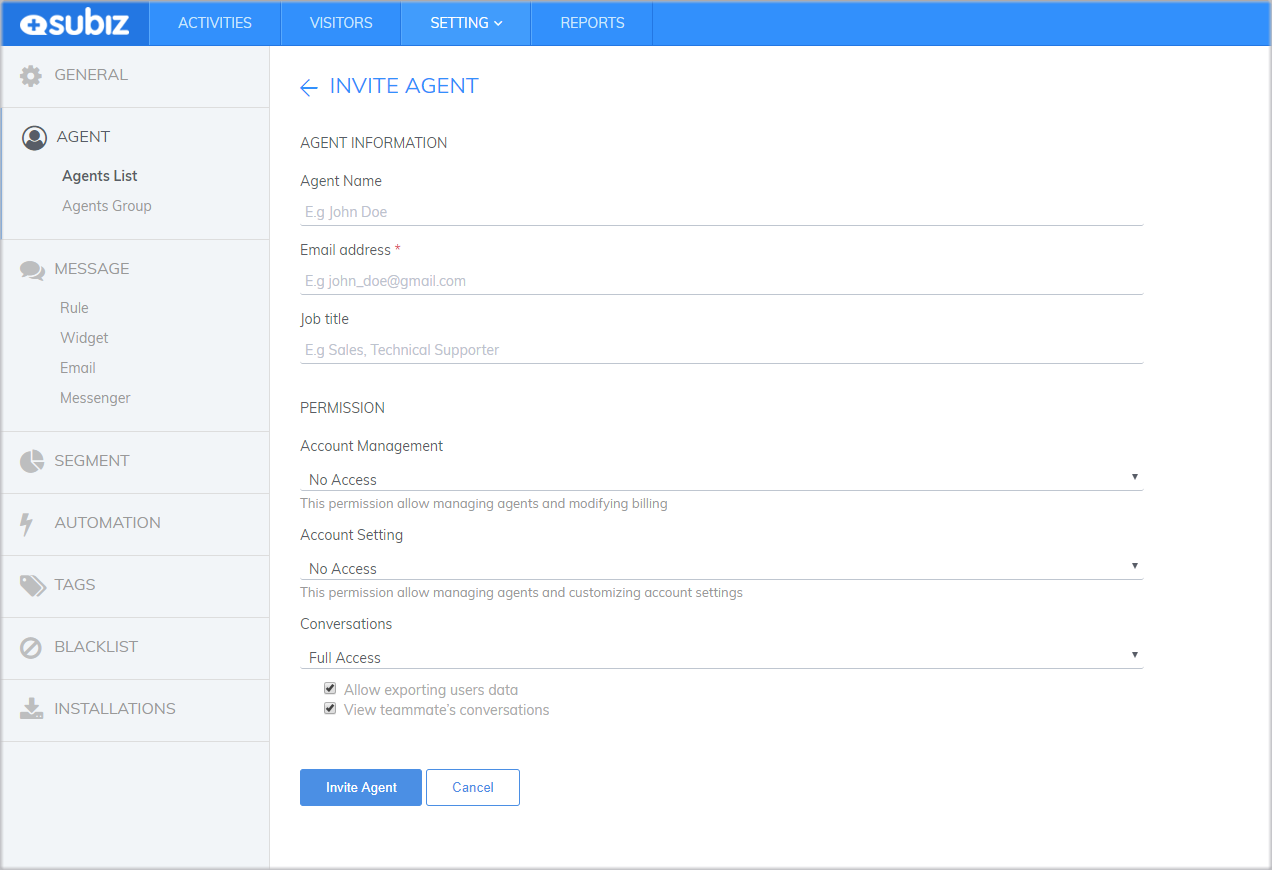 subiz
ACTIVITIES
VISITORS
SETTING
REPORTS
GENERAL
AGENT
Agents List
Agents Group
MESSAGE
Rule
Widget
Email
Messenger
SEGMENT
AUTOMATION
TAGS
BLACKLIST
INSTALLATIONS
INVITE AGENT
AGENT INFORMATION
Agent Name
E.g John Doe
Email address *
E.g john_doe@gmail.com
Job title
E.g Sales, Technical Supporter
PERMISSION
Account Management
No Access
This permission allow managing agents and modifying billing
Account Setting
No Access
This permission allow managing agents and customizing account settings
Conversations
Full Access
Allow exporting users data
View teammate's conversations
Invite Agent
Cancel